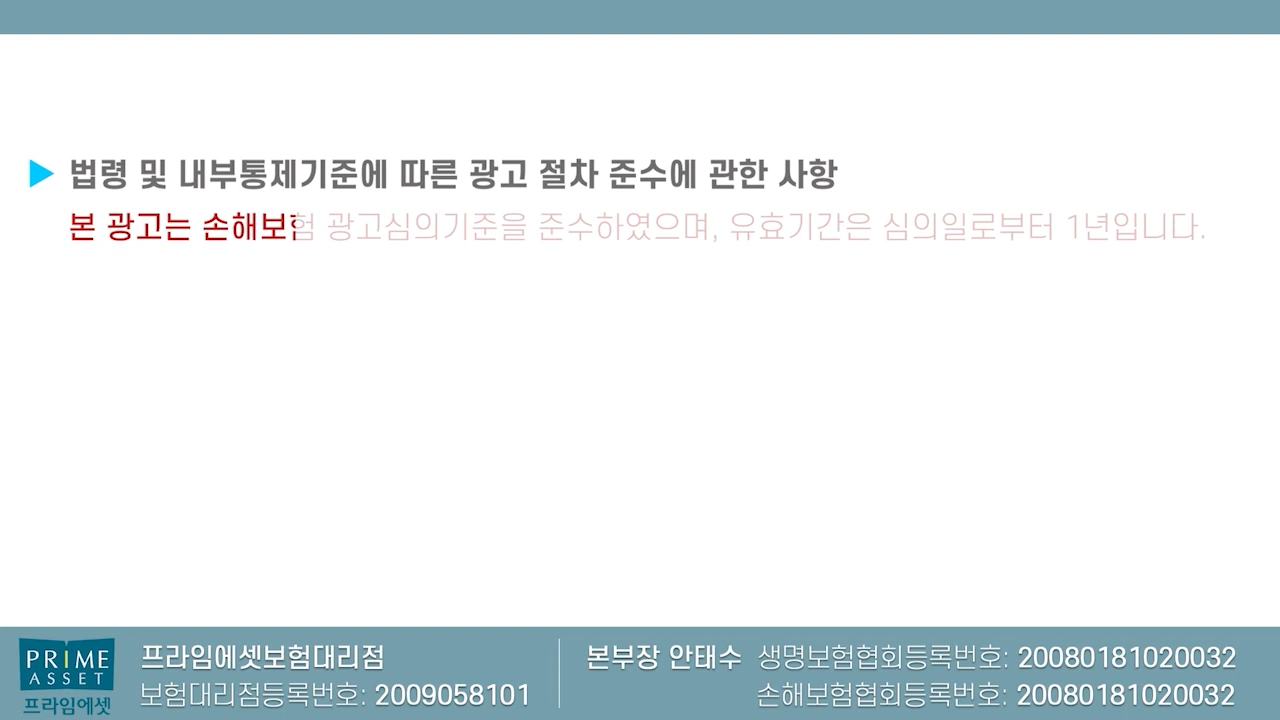 ▶ 법령 및 내부통제기준에 따른 광고 절차 준수에 관한 사항
본 광고는 손해보험 광고심의기준을 준수하였으며, 유효기간은 심의일로부터 1년입니다.
PRIME
ASSET
프라임에셋
프라임에셋보험대리점
보험대리점등록번호: 2009058101
본부장 안태수 생명보험협회등록번호: 20080181020032
손해보험협회등록번호: 20080181020032